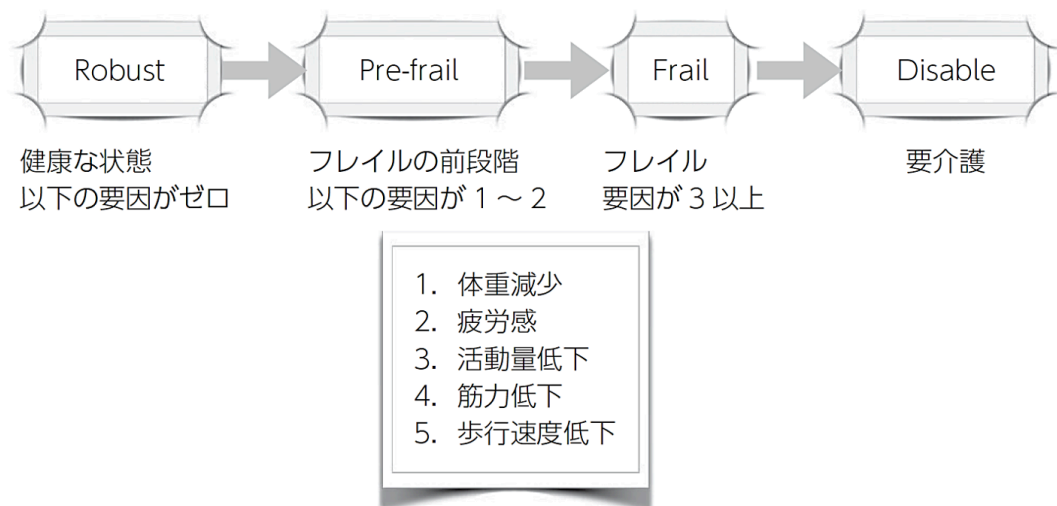 Robust
Pre-frail
Frail
Disable
健康な状態
以下の要因がゼロ
フレイルの前段階
以下の要因が 1 ～ 2
フレイル
要因が 3 以上
要介護
1. 体重減少
2. 疲労感
3. 活動量低下
4. 筋力低下
5. 歩行速度低下